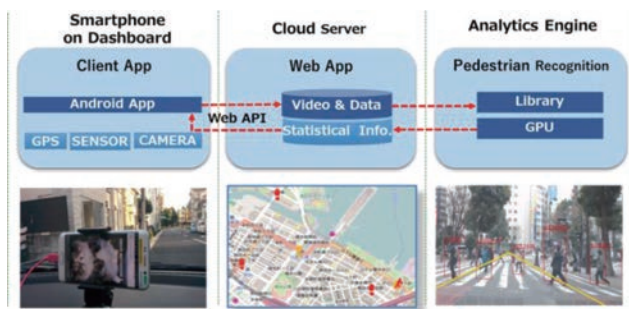 Smartphone
on Dashboard
Cloud Server
Analytics Engine
Client App
Web App
Pedestrian Recognition
Android App
Video & Data
Library
Web API
Statistical Info.
GPU
GPS
SENSOR
CAMERA